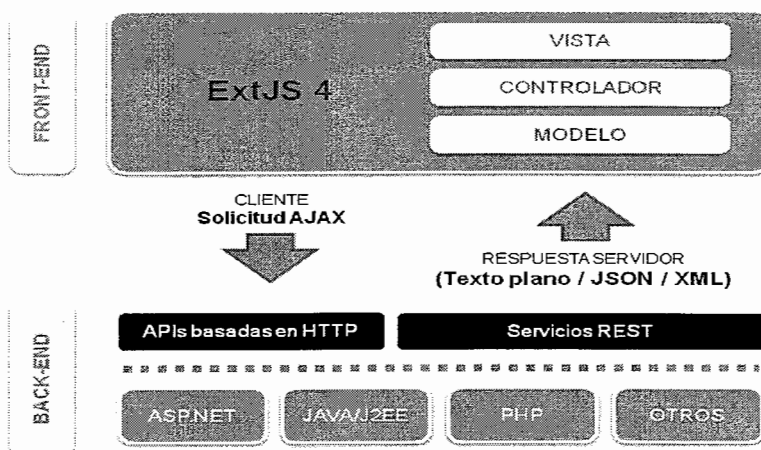 FRONT-END
ExtJS 4
VISTA
CONTROLADOR
MODELO
CLIENTE
Solicitud AJAX
RESPUESTA SERVIDOR
(Texto plano / JSON / XML)
BACK-END
APIs basadas en HTTP
Servicios REST
ASP.NET
JAVA/J2EE
PHP
OTROS